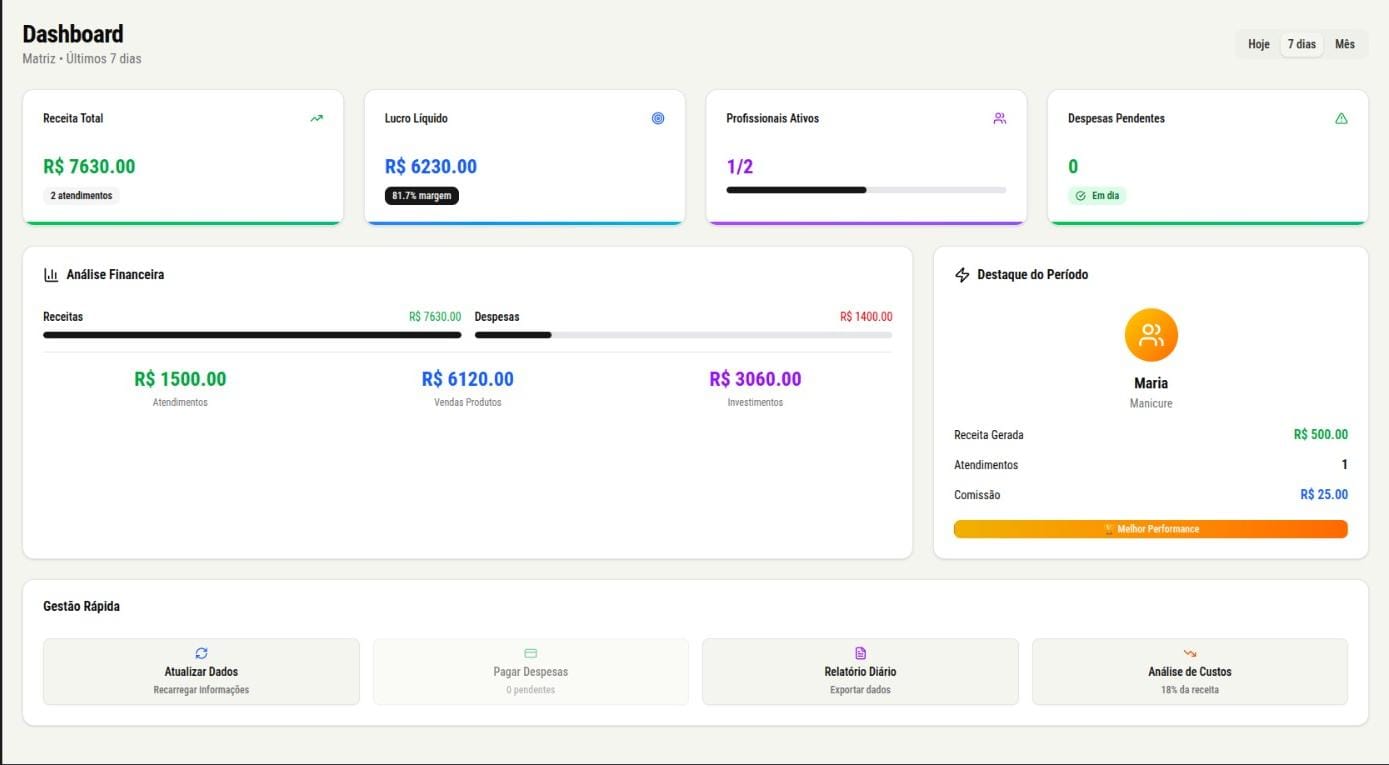 Dashboard
Matriz • Últimos 7 dias
Hoje 7 dias Mês
Receita Total
R$ 7630.00
2 atendimentos
Lucro Líquido
R$ 6230.00
81.7% margem
Profissionais Ativos
1/2
Despesas Pendentes
0
Em dia
Análise Financeira
Receitas R$ 7630.00
Despesas R$ 1400.00
R$ 1500.00
Atendimentos
R$ 6120.00
Vendas Produtos
R$ 3060.00
Investimentos
Destaque do Período
Maria
Manicure
Receita Gerada R$ 500.00
Atendimentos 1
Comissão R$ 25.00
🏆 Melhor Performance
Gestão Rápida
Atualizar Dados
Recarregar Informações
Pagar Despesas
0 pendentes
Relatório Diário
Exportar dados
Análise de Custos
18% da receita